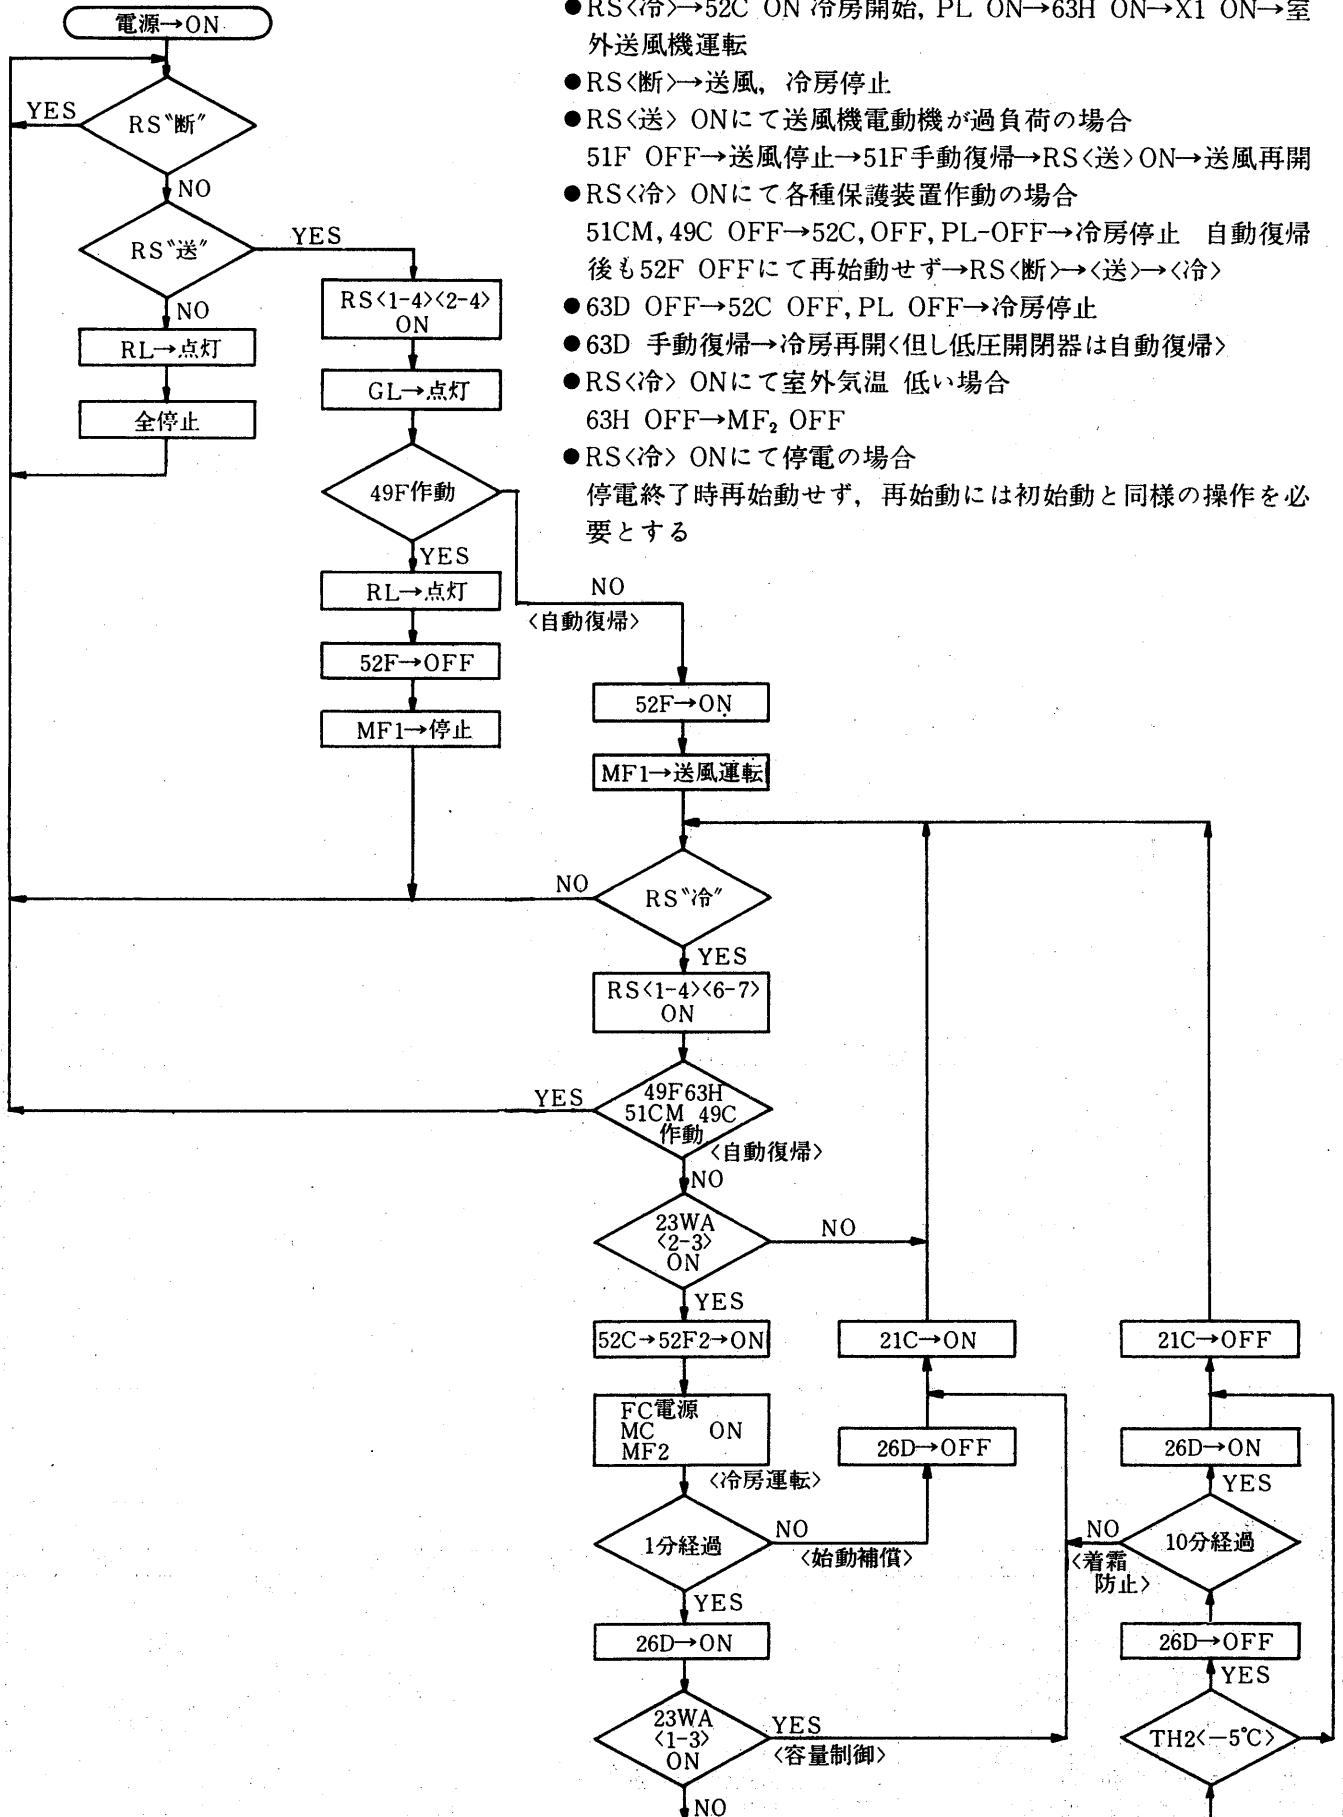 電源→ON
●RS<冷>→52C ON 冷房開始, PL ON→63H ON→X1 ON→室
外送風機運転
●RS<断>→送風, 冷房停止
●RS<送> ONにて送風機電動機が過負荷の場合
51F OFF→送風停止→51F手動復帰→RS<送>ON→送風再開
●RS<冷> ONにて各種保護装置作動の場合
51CM, 49C OFF→52C, OFF, PL-OFF→冷房停止 自動復帰
後も52F OFFにて再始動せず→RS<断>→<送>→<冷>
●63D OFF→52C OFF, PL OFF→冷房停止
●63D 手動復帰→冷房再開<但し低圧開閉器は自動復帰>
●RS<冷> ONにて室外気温 低い場合
63H OFF→MF₂ OFF
●RS<冷> ONにて停電の場合
停電終了時再始動せず, 再始動には初始動と同様の操作を必
要とする
YES
RS〝断〞
NO
RS〝送〞
YES
NO
RL→点灯
全停止
RS<1-4><2-4>
ON
GL→点灯
49F作動
YES
NO
<自動復帰>
RL→点灯
52F→OFF
MF1→停止
52F→ON
MF1→送風運転
NO
RS〝冷〞
YES
RS<1-4><6-7>
ON
YES
49F63H
51CM 49C
作動
<自動復帰>
NO
23WA
<2-3>
ON
NO
YES
52C→52F2→ON
21C→ON
21C→OFF
FC電源
MC ON
MF2
26D→OFF
26D→ON
<冷房運転>
YES
1分経過
NO
<始動補償>
NO
<着霜
防止>
10分経過
YES
26D→ON
26D→OFF
YES
23WA
<1-3>
ON
YES
<容量制御>
TH2<−5℃>
NO